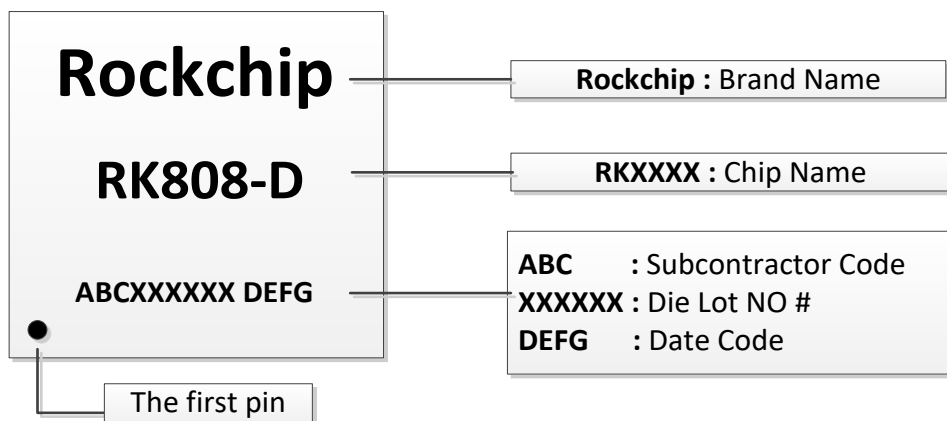 Rockchip
RK808-D
ABCXXXXXX DEFG
The first pin
Rockchip : Brand Name
RKXXXX : Chip Name
ABC : Subcontractor Code
XXXXXX : Die Lot NO #
DEFG : Date Code